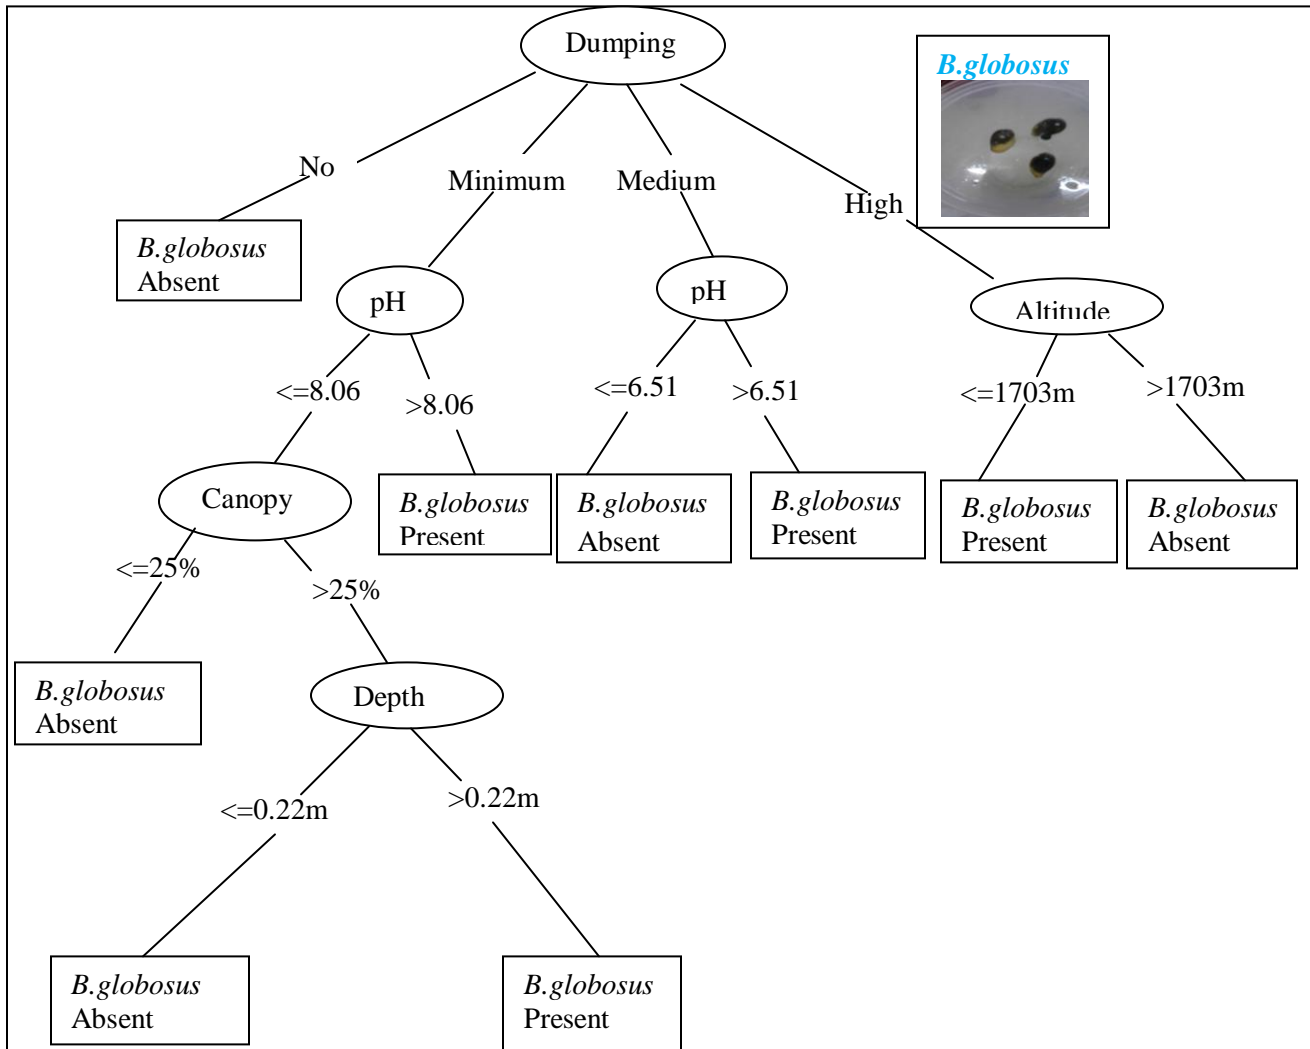 Dumping
B.globosus
No
Minimum
Medium
High
B.globosus
Absent
pH
pH
Altitude
<=8.06
>8.06
<=6.51
>6.51
<=1703m
>1703m
Canopy
B.globosus
Present
B.globosus
Absent
B.globosus
Present
B.globosus
Present
B.globosus
Absent
<=25%
>25%
B.globosus
Absent
Depth
<=0.22m
>0.22m
B.globosus
Absent
B.globosus
Present